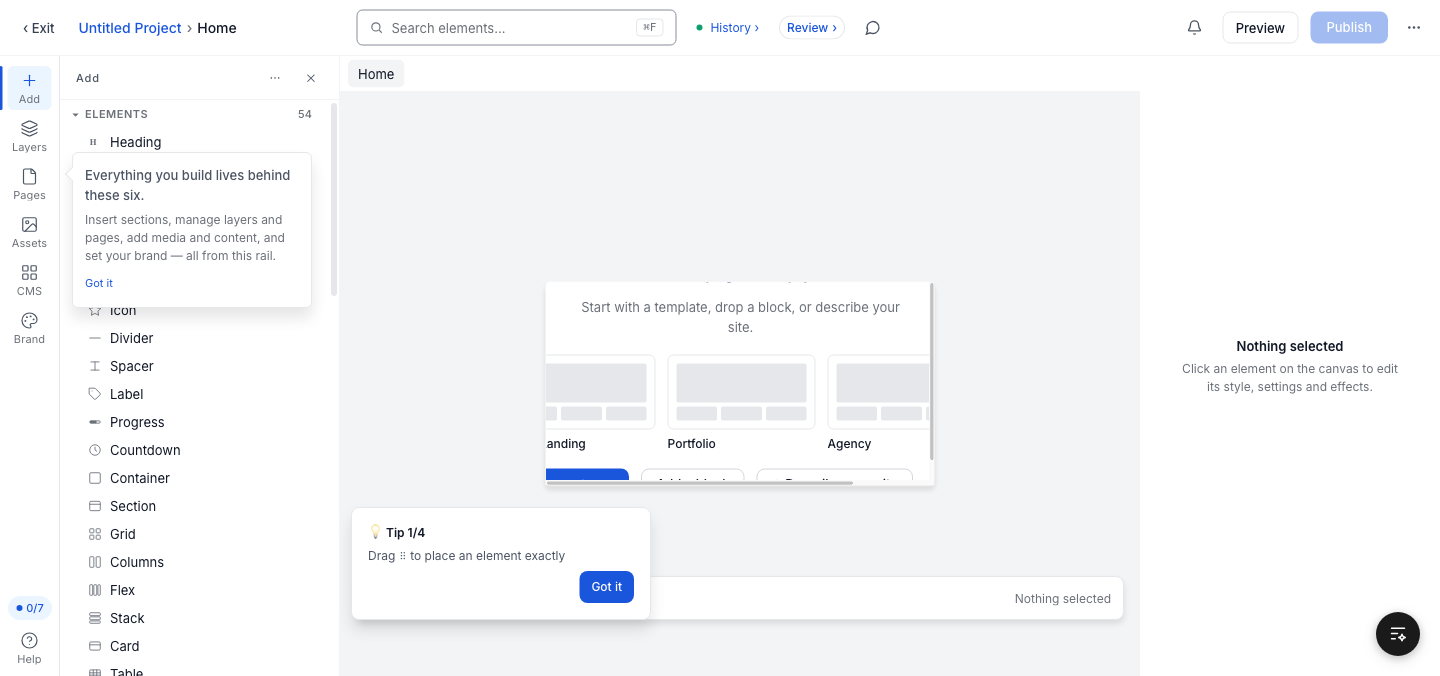 ‹ Exit
Untitled Project › Home
Search elements...
⌘F
History ›
Review ›
Preview
Publish
Add
Layers
Pages
Assets
CMS
Brand
0/7
Help
Add
ELEMENTS 54
H Heading
Everything you build lives behind
these six.
Insert sections, manage layers and
pages, add media and content, and
set your brand — all from this rail.
Got it
Icon
Divider
Spacer
Label
Progress
Countdown
Container
Section
Grid
Columns
Flex
Stack
Card
Table
Home
Start with a template, drop a block, or describe your
site.
anding
Portfolio
Agency
💡 Tip 1/4
Drag ⠿ to place an element exactly
Got it
Nothing selected
Nothing selected
Click an element on the canvas to edit
its style, settings and effects.